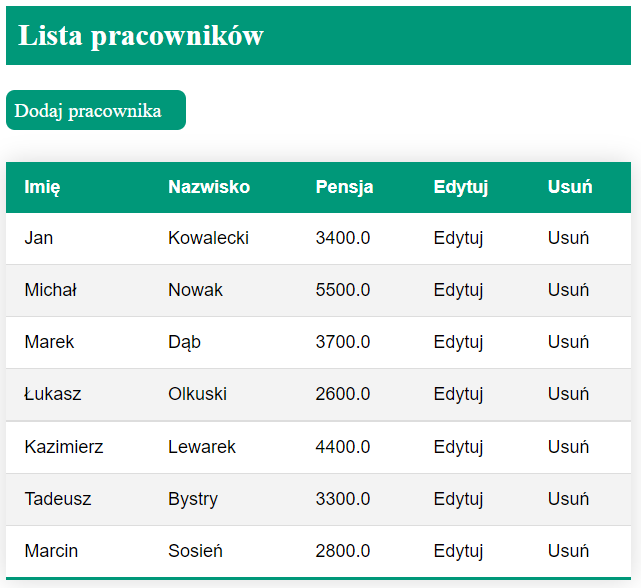 Lista pracowników
Dodaj pracownika
Imię Nazwisko Pensja Edytuj Usuń
Jan Kowalecki 3400.0 Edytuj Usuń
Michał Nowak 5500.0 Edytuj Usuń
Marek Dąb 3700.0 Edytuj Usuń
Łukasz Olkuski 2600.0 Edytuj Usuń
Kazimierz Lewarek 4400.0 Edytuj Usuń
Tadeusz Bystry 3300.0 Edytuj Usuń
Marcin Sosień 2800.0 Edytuj Usuń